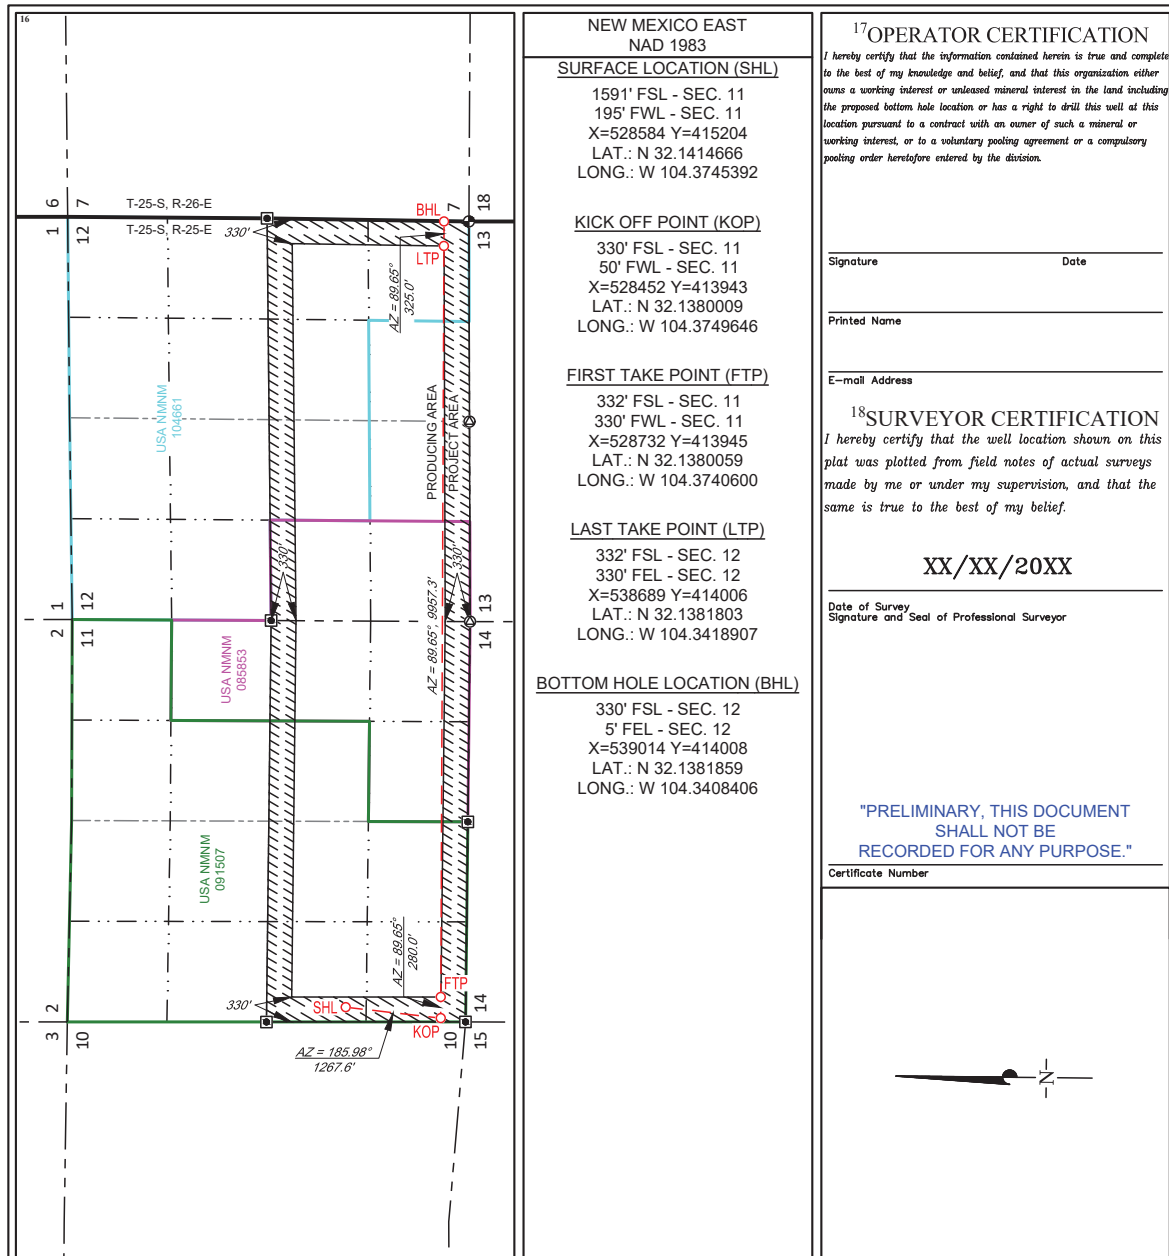 16
6
7
T-25-S, R-26-E
T-25-S, R-25-E
1
12
BHL
7
18
13
330'
LTP
AZ = 89.65°
325.0'
USA NMNM
104661
PRODUCING AREA
PROJECT AREA
330'
330'
1
12
2
11
13
14
AZ = 89.65°, 9957.3'
USA NMNM
085853
USA NMNM
091507
AZ = 89.65°
280.0'
FTP
330'
SHL
KOP
2
3
10
14
10
15
AZ = 185.98°
1267.6'
NEW MEXICO EAST
NAD 1983
SURFACE LOCATION (SHL)
1591' FSL - SEC. 11
195' FWL - SEC. 11
X=528584 Y=415204
LAT.: N 32.1414666
LONG.: W 104.3745392
KICK OFF POINT (KOP)
330' FSL - SEC. 11
50' FWL - SEC. 11
X=528452 Y=413943
LAT.: N 32.1380009
LONG.: W 104.3749646
FIRST TAKE POINT (FTP)
332' FSL - SEC. 11
330' FWL - SEC. 11
X=528732 Y=413945
LAT.: N 32.1380059
LONG.: W 104.3740600
LAST TAKE POINT (LTP)
332' FSL - SEC. 12
330' FEL - SEC. 12
X=538689 Y=414006
LAT.: N 32.1381803
LONG.: W 104.3418907
BOTTOM HOLE LOCATION (BHL)
330' FSL - SEC. 12
5' FEL - SEC. 12
X=539014 Y=414008
LAT.: N 32.1381859
LONG.: W 104.3408406
17OPERATOR CERTIFICATION
I hereby certify that the information contained herein is true and complete
to the best of my knowledge and belief, and that this organization either
owns a working interest or unleased mineral interest in the land including
the proposed bottom hole location or has a right to drill this well at this
location pursuant to a contract with an owner of such a mineral or
working interest, or to a voluntary pooling agreement or a compulsory
pooling order heretofore entered by the division.
Signature Date
Printed Name
E-mail Address
18SURVEYOR CERTIFICATION
I hereby certify that the well location shown on this
plat was plotted from field notes of actual surveys
made by me or under my supervision, and that the
same is true to the best of my belief.
XX/XX/20XX
Date of Survey
Signature and Seal of Professional Surveyor
"PRELIMINARY, THIS DOCUMENT
SHALL NOT BE
RECORDED FOR ANY PURPOSE."
Certificate Number
N